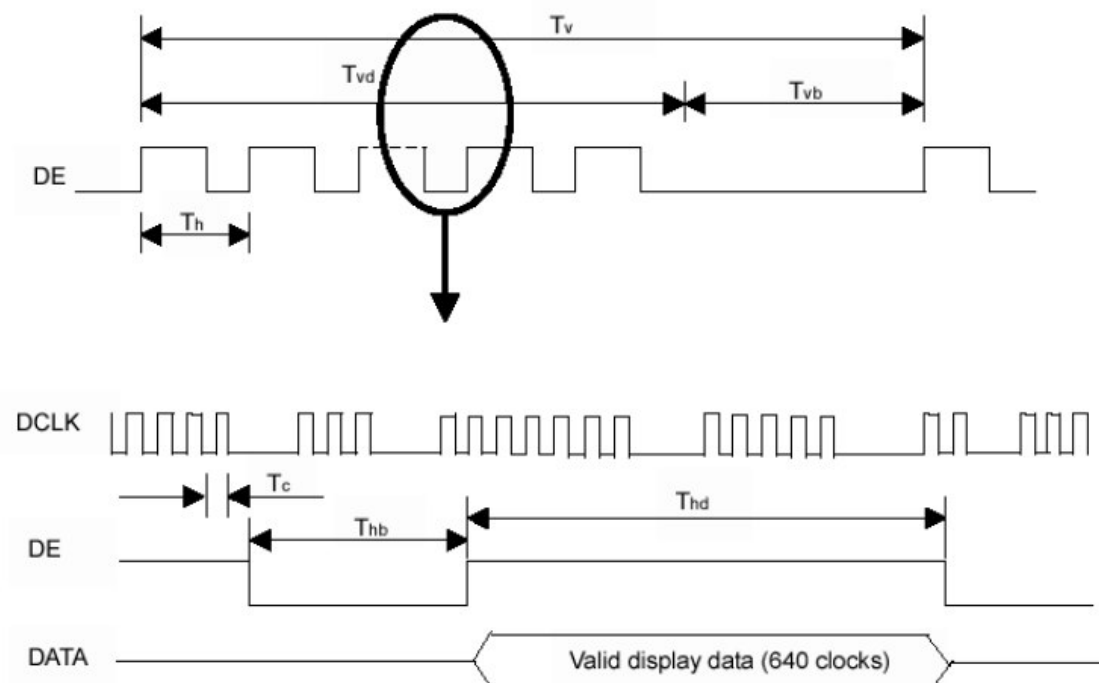 Tv
Tvd
Tvb
DE
Th
DCLK
Tc
Thd
Thb
DE
DATA
Valid display data (640 clocks)